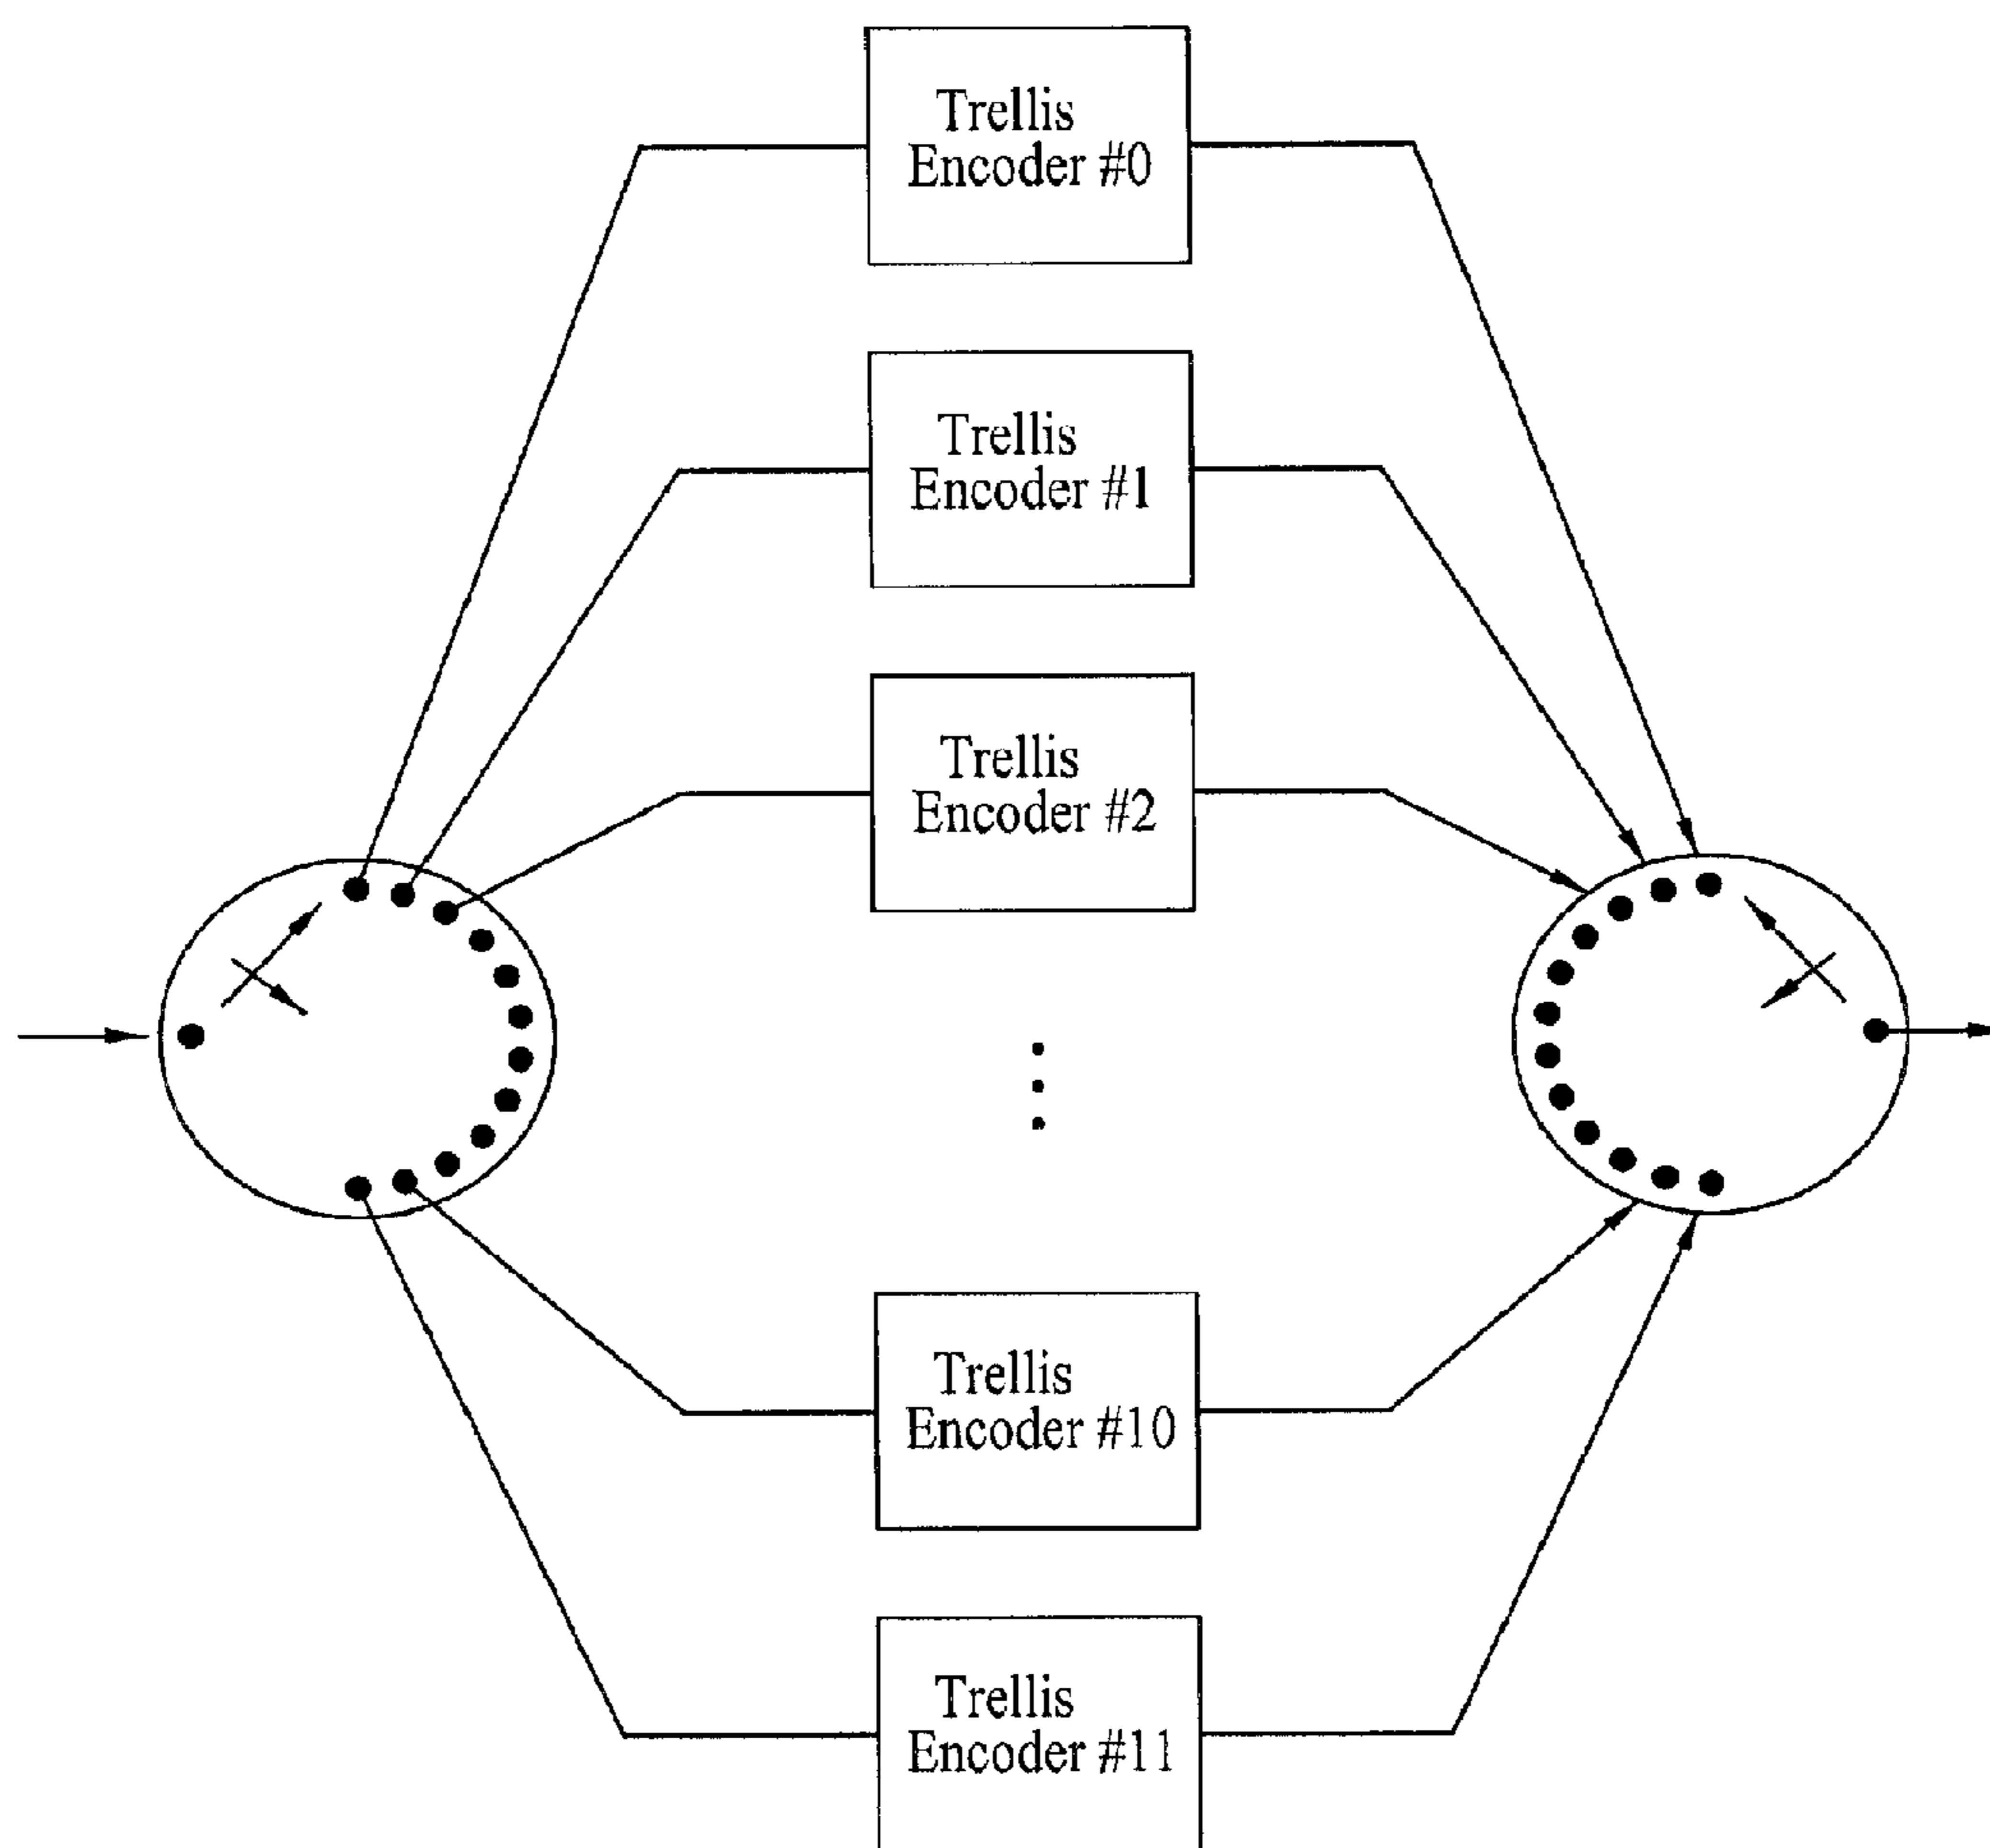 Trellis
Encoder #0
Trellis
Encoder #1
Trellis
Encoder #2
Trellis
Encoder #10
Trellis
Encoder #11